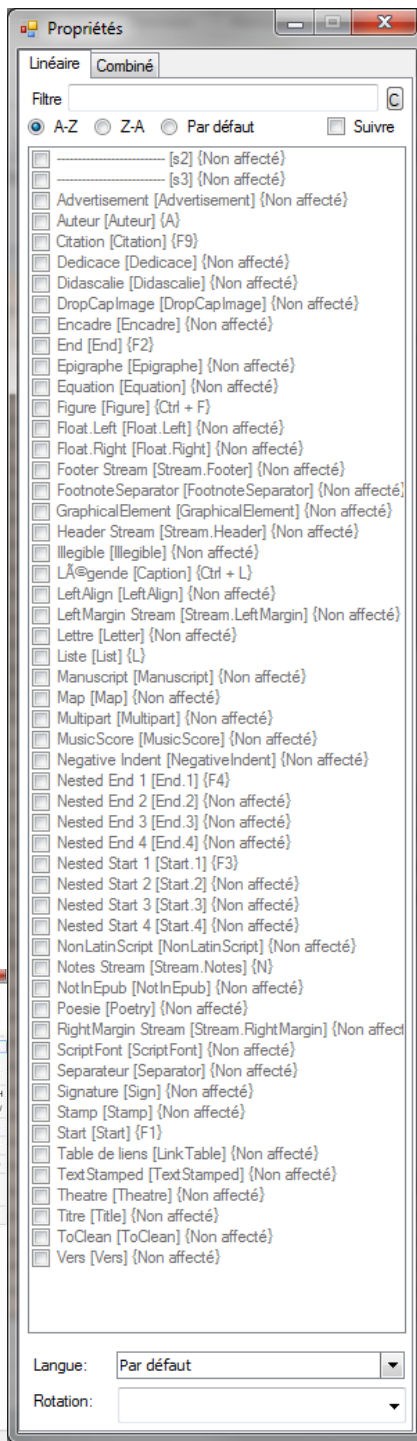 Propriétés
Linéaire Combiné
Filtre C
A-Z Z-A Par défaut Suivre
------------------------- [s2] {Non affecté}
------------------------- [s3] {Non affecté}
Advertisement [Advertisement] {Non affecté}
Auteur [Auteur] {A}
Citation [Citation] {F9}
Dedicace [Dedicace] {Non affecté}
Didascalie [Didascalie] {Non affecté}
DropCapImage [DropCapImage] {Non affecté}
Encadre [Encadre] {Non affecté}
End [End] {F2}
Epigraphe [Epigraphe] {Non affecté}
Equation [Equation] {Non affecté}
Figure [Figure] {Ctrl + F}
Float.Left [Float.Left] {Non affecté}
Float.Right [Float.Right] {Non affecté}
Footer Stream [Stream.Footer] {Non affecté}
FootnoteSeparator [FootnoteSeparator] {Non affecté}
GraphicalElement [GraphicalElement] {Non affecté}
Header Stream [Stream.Header] {Non affecté}
Illegible [Illegible] {Non affecté}
LÃ©gende [Caption] {Ctrl + L}
LeftAlign [LeftAlign] {Non affecté}
LeftMargin Stream [Stream.LeftMargin] {Non affecté}
Lettre [Letter] {Non affecté}
Liste [List] {L}
Manuscript [Manuscript] {Non affecté}
Map [Map] {Non affecté}
Multipart [Multipart] {Non affecté}
MusicScore [MusicScore] {Non affecté}
Negative Indent [NegativeIndent] {Non affecté}
Nested End 1 [End.1] {F4}
Nested End 2 [End.2] {Non affecté}
Nested End 3 [End.3] {Non affecté}
Nested End 4 [End.4] {Non affecté}
Nested Start 1 [Start.1] {F3}
Nested Start 2 [Start.2] {Non affecté}
Nested Start 3 [Start.3] {Non affecté}
Nested Start 4 [Start.4] {Non affecté}
NonLatinScript [NonLatinScript] {Non affecté}
Notes Stream [Stream.Notes] {N}
NotInEpub [NotInEpub] {Non affecté}
Poesie [Poetry] {Non affecté}
RightMargin Stream [Stream.RightMargin] {Non affect
ScriptFont [ScriptFont] {Non affecté}
Separateur [Separator] {Non affecté}
Signature [Sign] {Non affecté}
Stamp [Stamp] {Non affecté}
Start [Start] {F1}
Table de liens [LinkTable] {Non affecté}
TextStamped [TextStamped] {Non affecté}
Theatre [Theatre] {Non affecté}
Titre [Title] {Non affecté}
ToClean [ToClean] {Non affecté}
Vers [Vers] {Non affecté}
Langue: Par défaut
Rotation: